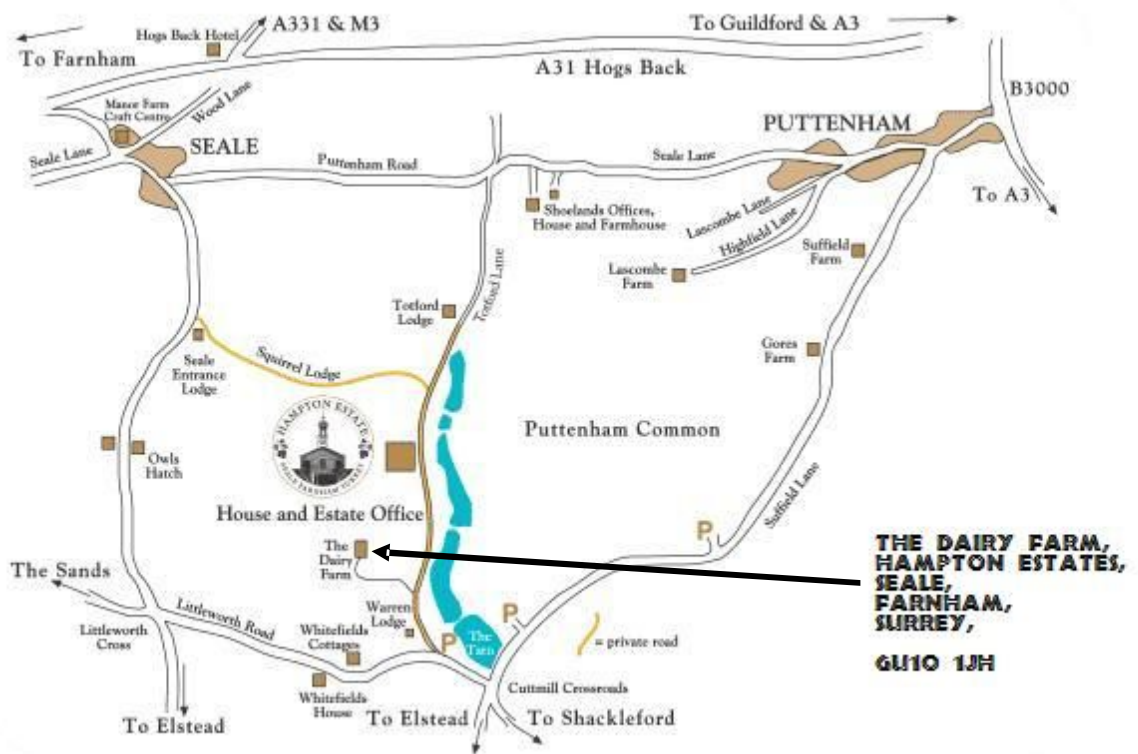 A331 & M3
To Guildford & A3
Hogs Back Hotel
To Farnham
A31 Hogs Back
B3000
Manor Farm
Craft Centre
Wood Lane
PUTTENHAM
SEALE
Seale Lane
Puttenham Road
Seale Lane
To A3
Shoelands Offices,
House and Farmhouse
Lascombe Lane
Highfield Lane
Suffield
Farm
Lascombe
Farm
Totford Lane
Totford
Lodge
Gores
Farm
Seale
Entrance
Lodge
Squirrel Lodge
HAMPTON ESTATE
SEALE FARNHAM SURREY
Puttenham Common
Owls
Hatch
Suffield Lane
House and Estate Office
P
The
Dairy
Farm
THE DAIRY FARM,
HAMPTON ESTATES,
SEALE,
FARNHAM,
SURREY,
GU10 1JH
The Sands
Littleworth Road
Warren
Lodge
P
Littleworth
Cross
Whitefields
Cottages
P
The
Tarn
= private road
Whitefields
House
Cuttmill Crossroads
To Elstead
To Elstead
To Shackleford